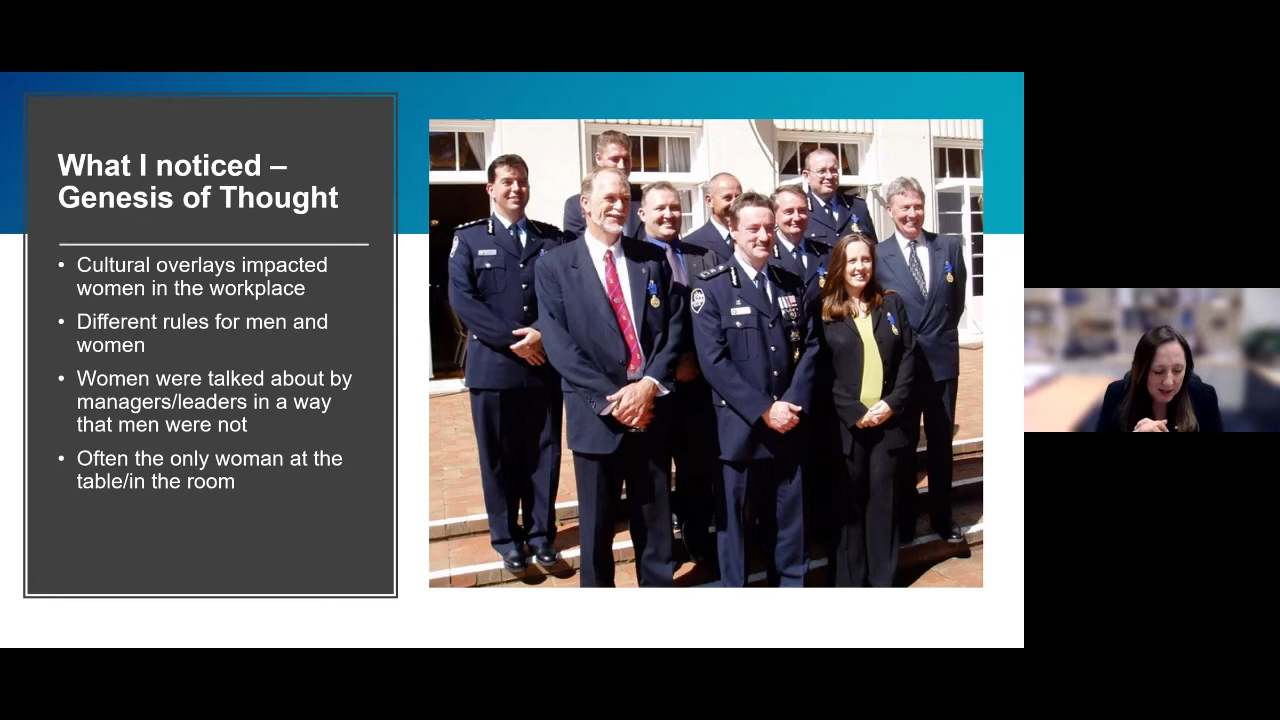 What I noticed –
Genesis of Thought
• Cultural overlays impacted
women in the workplace
• Different rules for men and
women
• Women were talked about by
managers/leaders in a way
that men were not
• Often the only woman at the
table/in the room